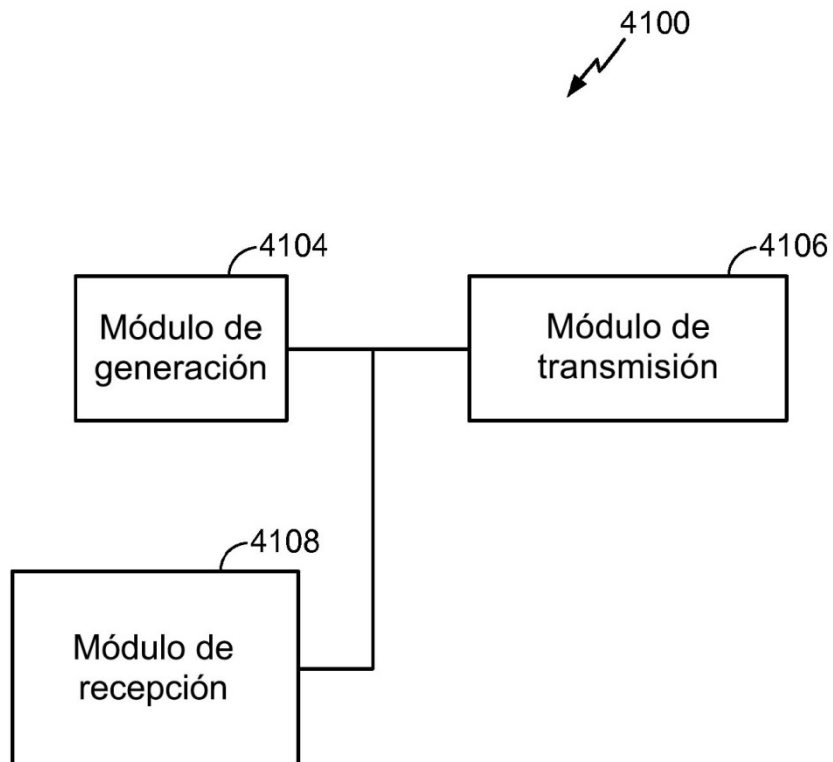 4100
4104
Módulo de
generación
4106
Módulo de
transmisión
4108
Módulo de
recepción